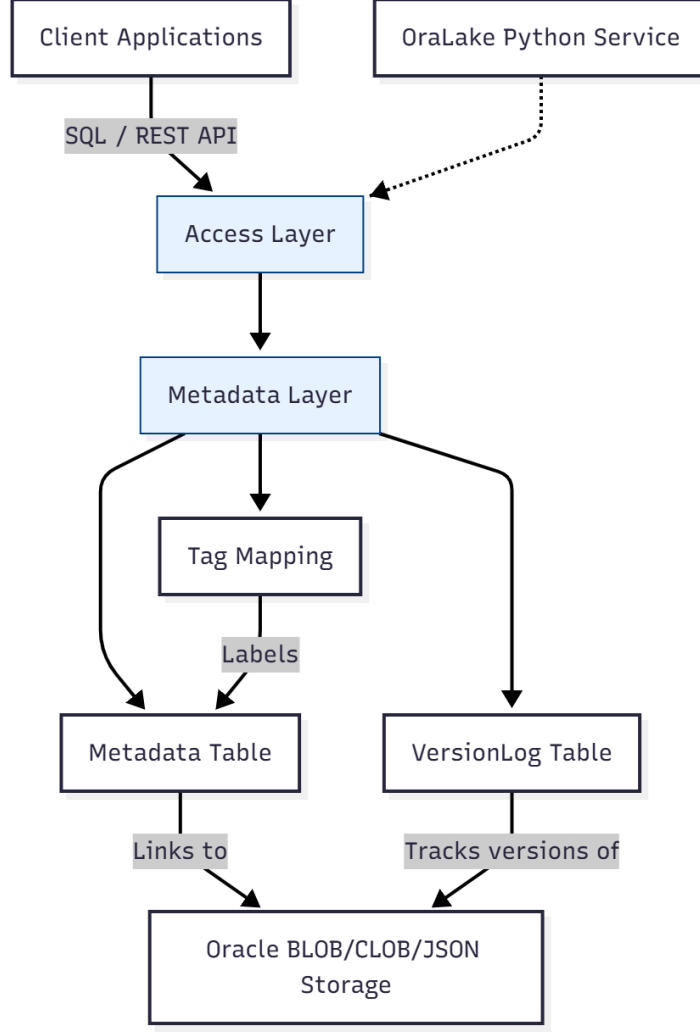 Client Applications
OraLake Python Service
SQL / REST API
Access Layer
Metadata Layer
Tag Mapping
Labels
Metadata Table
VersionLog Table
Links to
Tracks versions of
Oracle BLOB/CLOB/JSON
Storage